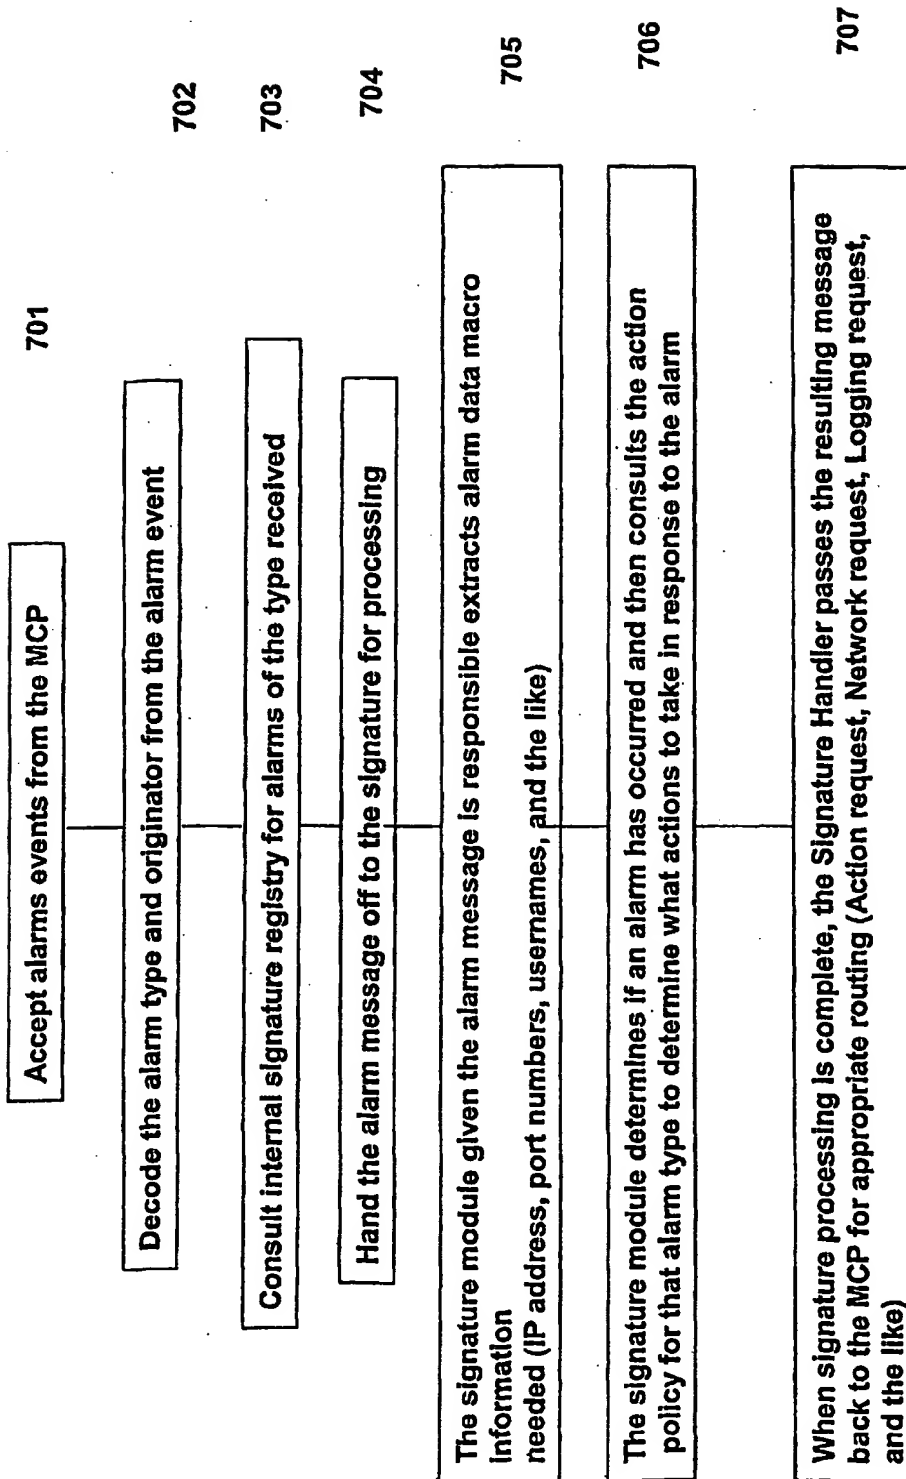 701
Accept alarms events from the MCP
702
Decode the alarm type and originator from the alarm event
703
Consult internal signature registry for alarms of the type received
704
Hand the alarm message off to the signature for processing
705
The signature module given the alarm message is responsible extracts alarm data macro
Information
needed (IP address, port numbers, usernames, and the like)
706
The signature module determines if an alarm has occurred and then consults the action
policy for that alarm type to determine what actions to take in response to the alarm
707
When signature processing is complete, the Signature Handler passes the resulting message
back to the MCP for appropriate routing (Action request, Network request, Logging request,
and the like)